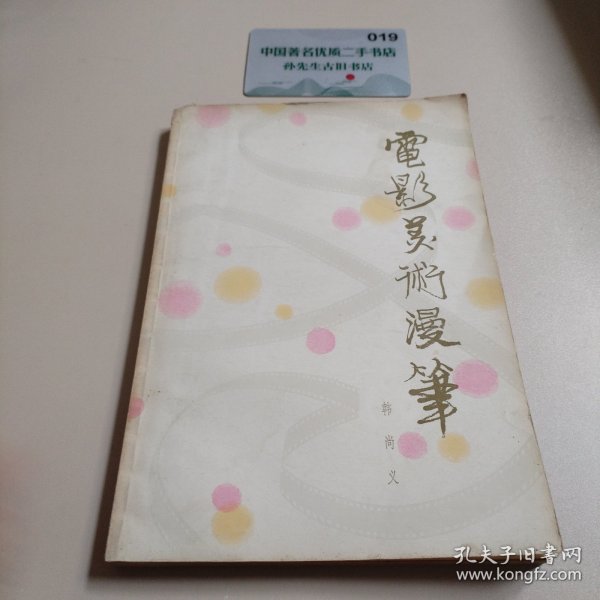 019
中国著名优质二手书店
孙先生古旧书店
電影美術漫筆
韩尚义
孔夫子旧书网
www.kongfz.com